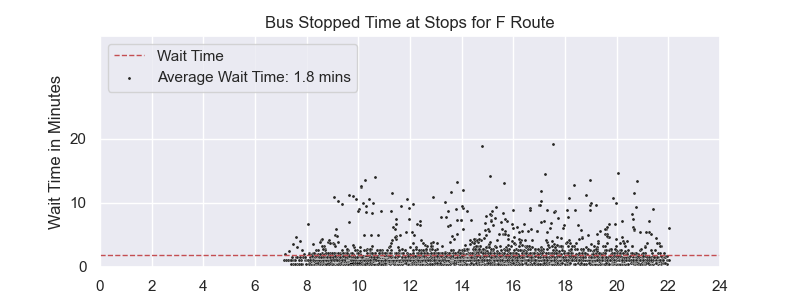 Bus Stopped Time at Stops for F Route
Wait Time
Average Wait Time: 1.8 mins
Wait Time in Minutes
20
10
0
0 2 4 6 8 10 12 14 16 18 20 22 24